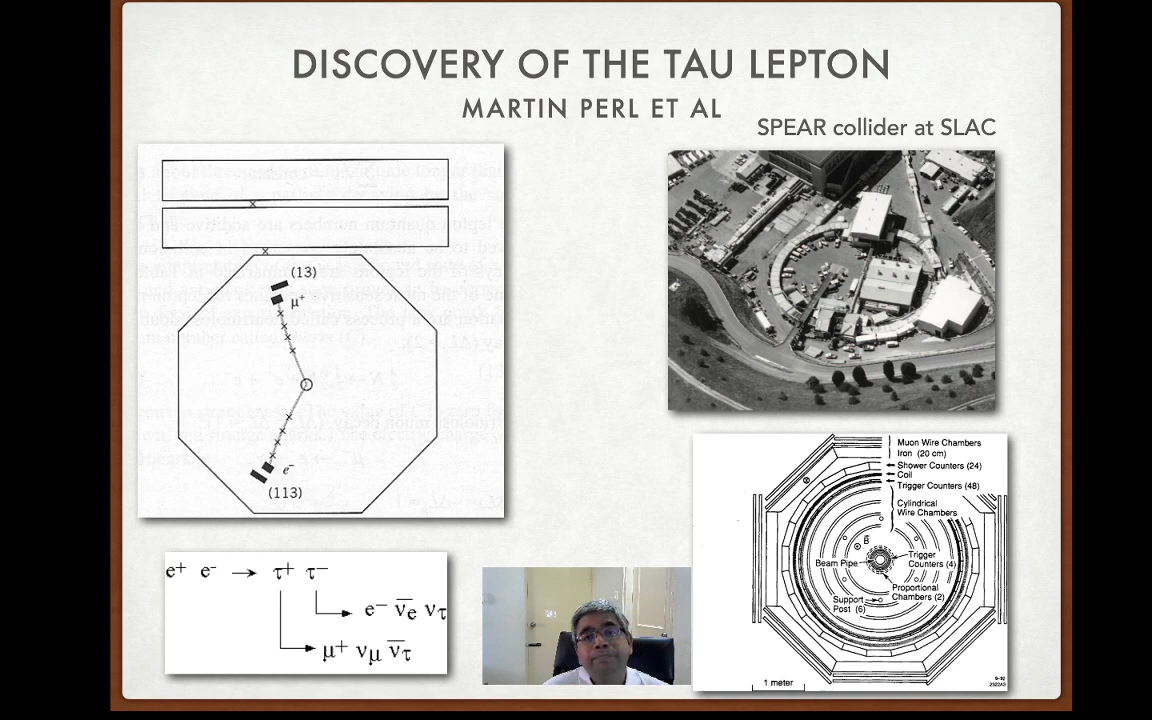 DISCOVERY OF THE TAU LEPTON
MARTIN PERL ET AL
SPEAR collider at SLAC
(13)
μ+
e-
(113)
e+ e- → τ+ τ-
e- ν̅e ντ
μ+ νμ ν̅τ
Muon Wire Chambers
Iron (20 cm)
Shower Counters (24)
Coil
Trigger Counters (48)
Cylindrical
Wire Chambers
B̅
Beam Pipe
Trigger
Counters (4)
Proportional
Chambers (2)
Support
Post (6)
1 meter